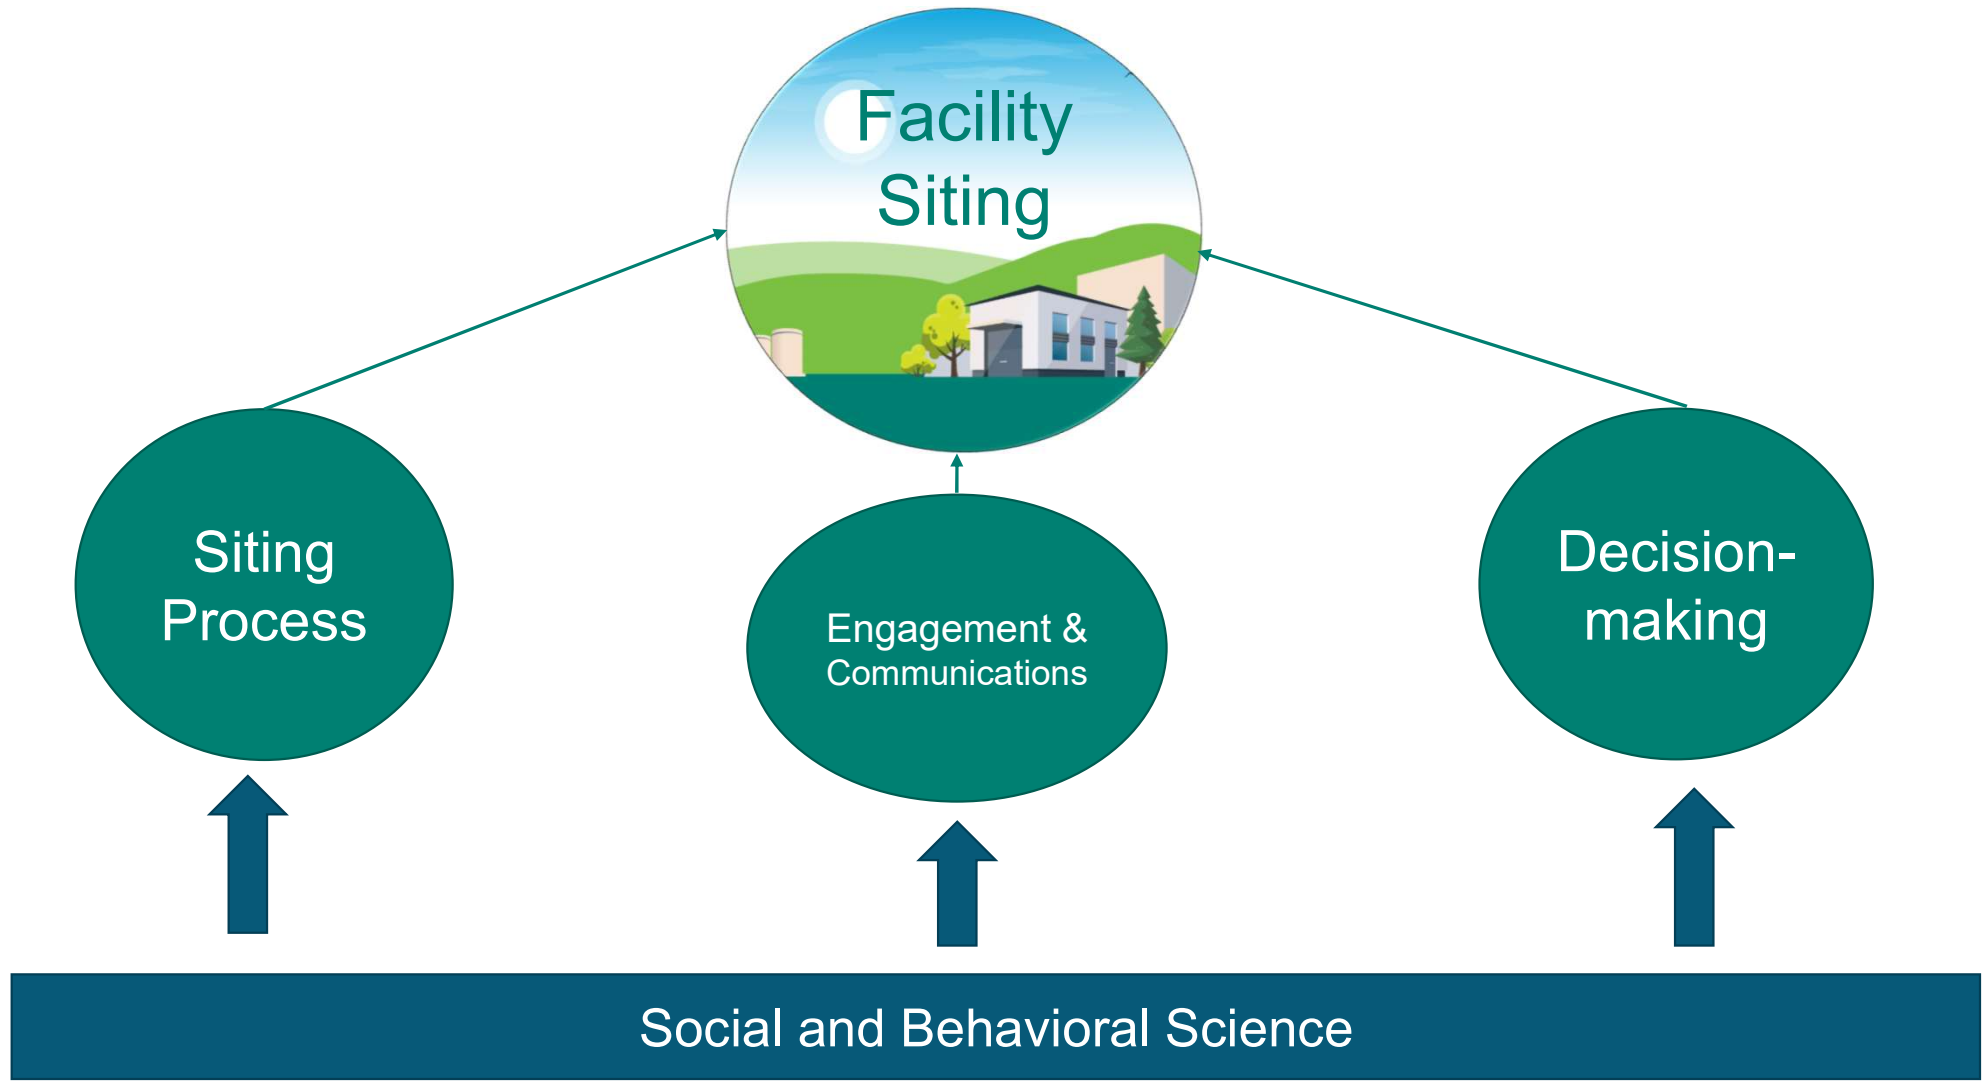 Facility
Siting
Siting
Process
Engagement &
Communications
Decision-
making
Social and Behavioral Science